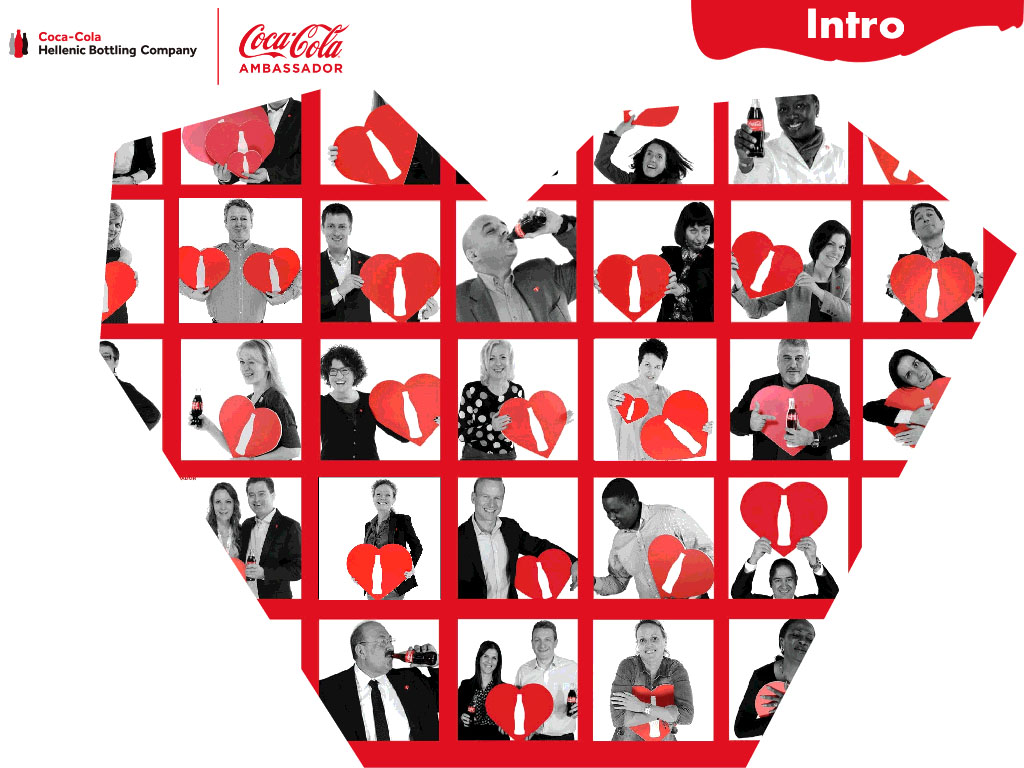 Coca-Cola
Hellenic Bottling Company
Coca-Cola
AMBASSADOR
Intro